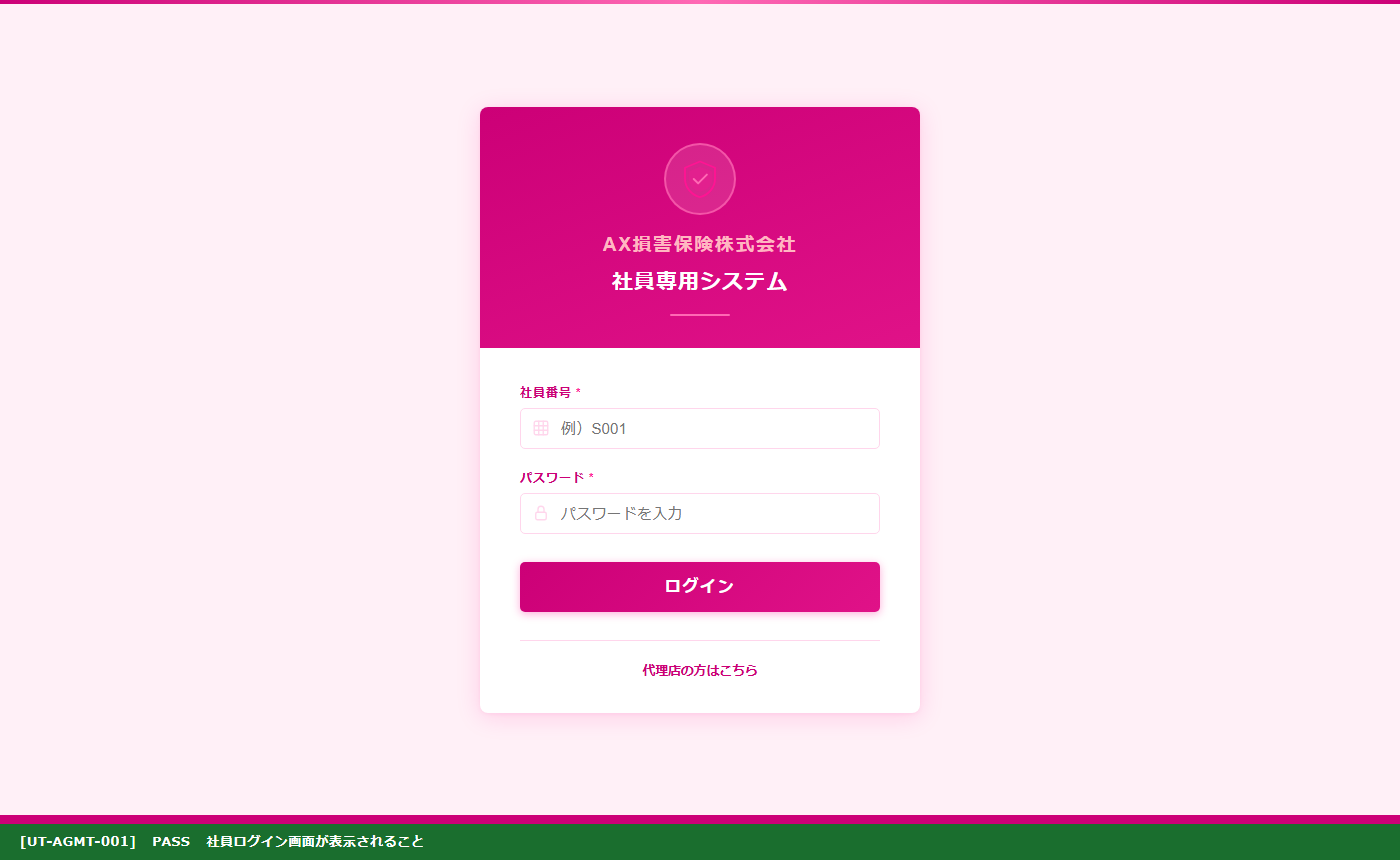 AX損害保険株式会社
社員専用システム
社員番号 *
例）S001
パスワード *
パスワードを入力
ログイン
代理店の方はこちら
[UT-AGMT-001] PASS 社員ログイン画面が表示されること